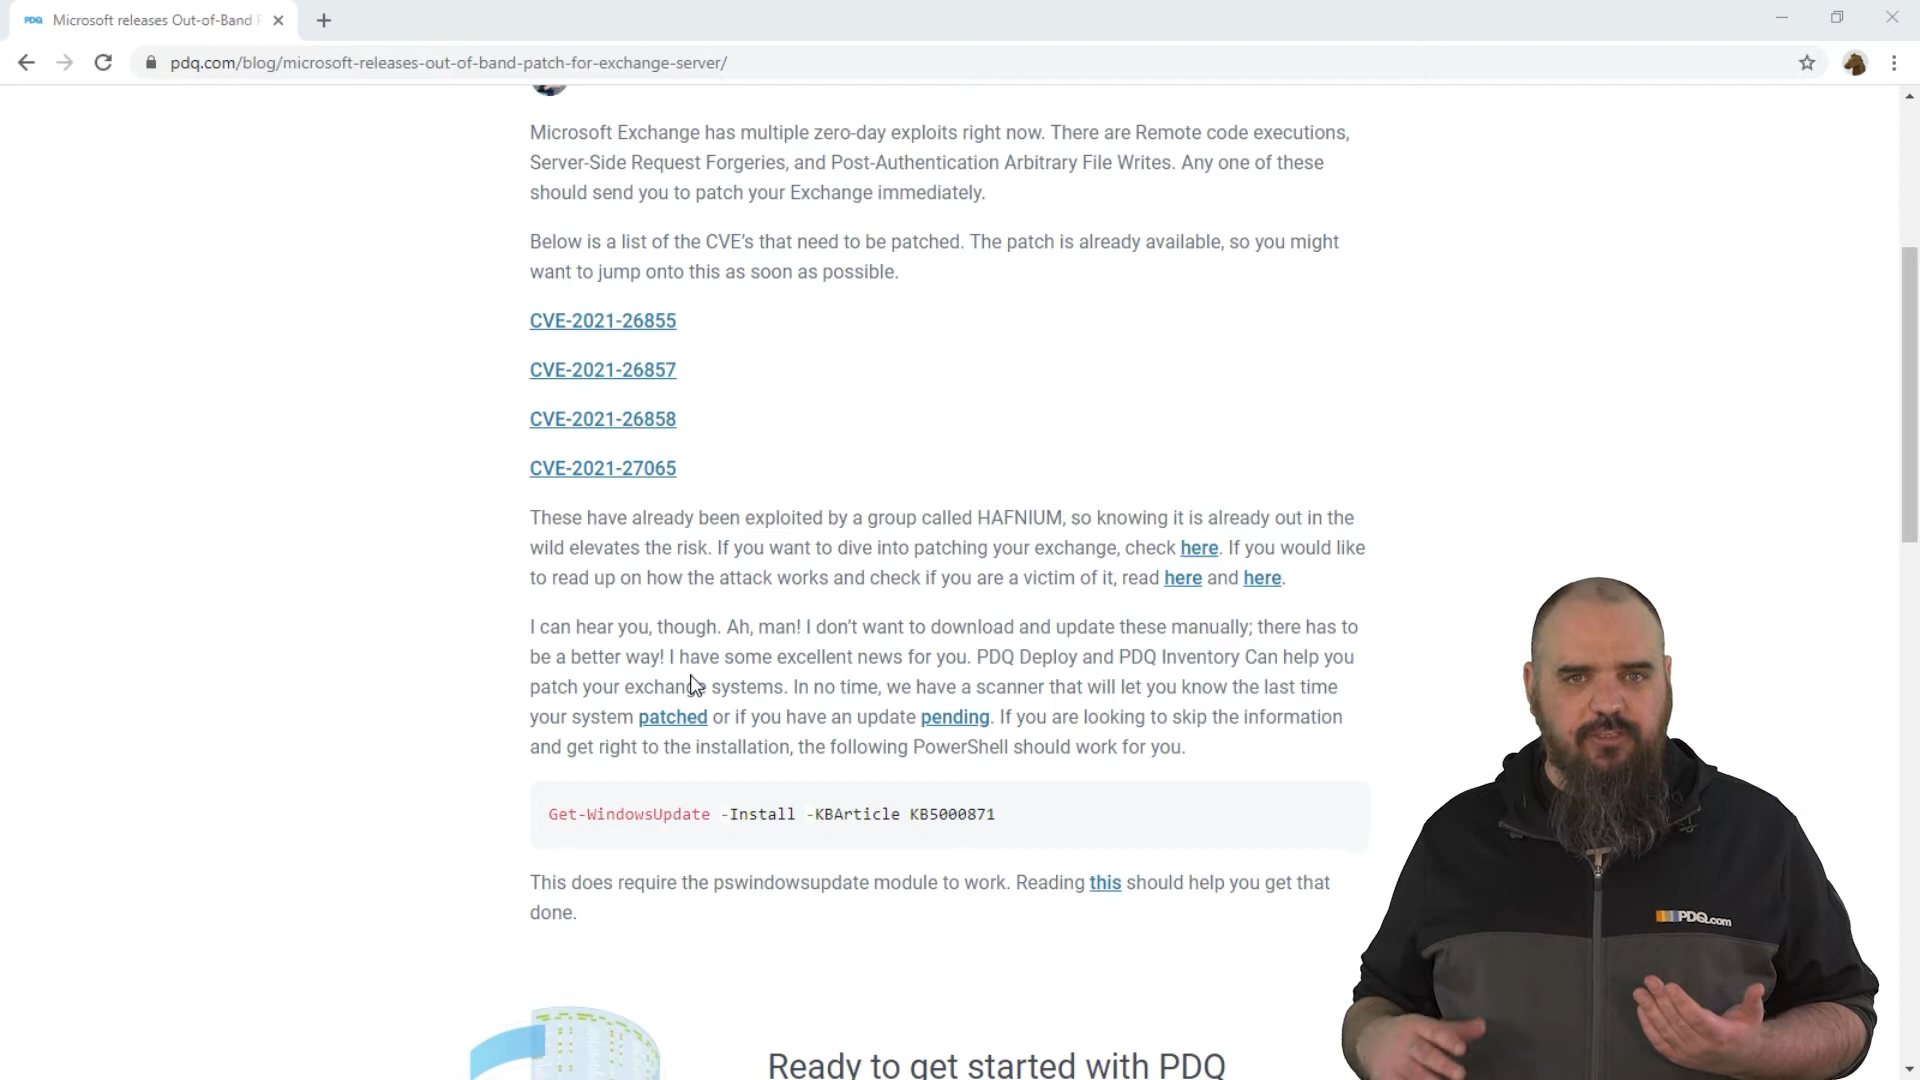 PDQ Microsoft releases Out-of-Band
pdq.com/blog/microsoft-releases-out-of-band-patch-for-exchange-server/
Microsoft Exchange has multiple zero-day exploits right now. There are Remote code executions,
Server-Side Request Forgeries, and Post-Authentication Arbitrary File Writes. Any one of these
should send you to patch your Exchange immediately.
Below is a list of the CVE's that need to be patched. The patch is already available, so you might
want to jump onto this as soon as possible.
CVE-2021-26855
CVE-2021-26857
CVE-2021-26858
CVE-2021-27065
These have already been exploited by a group called HAFNIUM, so knowing it is already out in the
wild elevates the risk. If you want to dive into patching your exchange, check here. If you would like
to read up on how the attack works and check if you are a victim of it, read here and here.
I can hear you, though. Ah, man! I don't want to download and update these manually; there has to
be a better way! I have some excellent news for you. PDQ Deploy and PDQ Inventory Can help you
patch your exchange systems. In no time, we have a scanner that will let you know the last time
your system patched or if you have an update pending. If you are looking to skip the information
and get right to the installation, the following PowerShell should work for you.
Get-WindowsUpdate -Install -KBArticle KB5000871
This does require the pswindowsupdate module to work. Reading this should help you get that
done.
PDQ.com
Ready to get started with PDQ